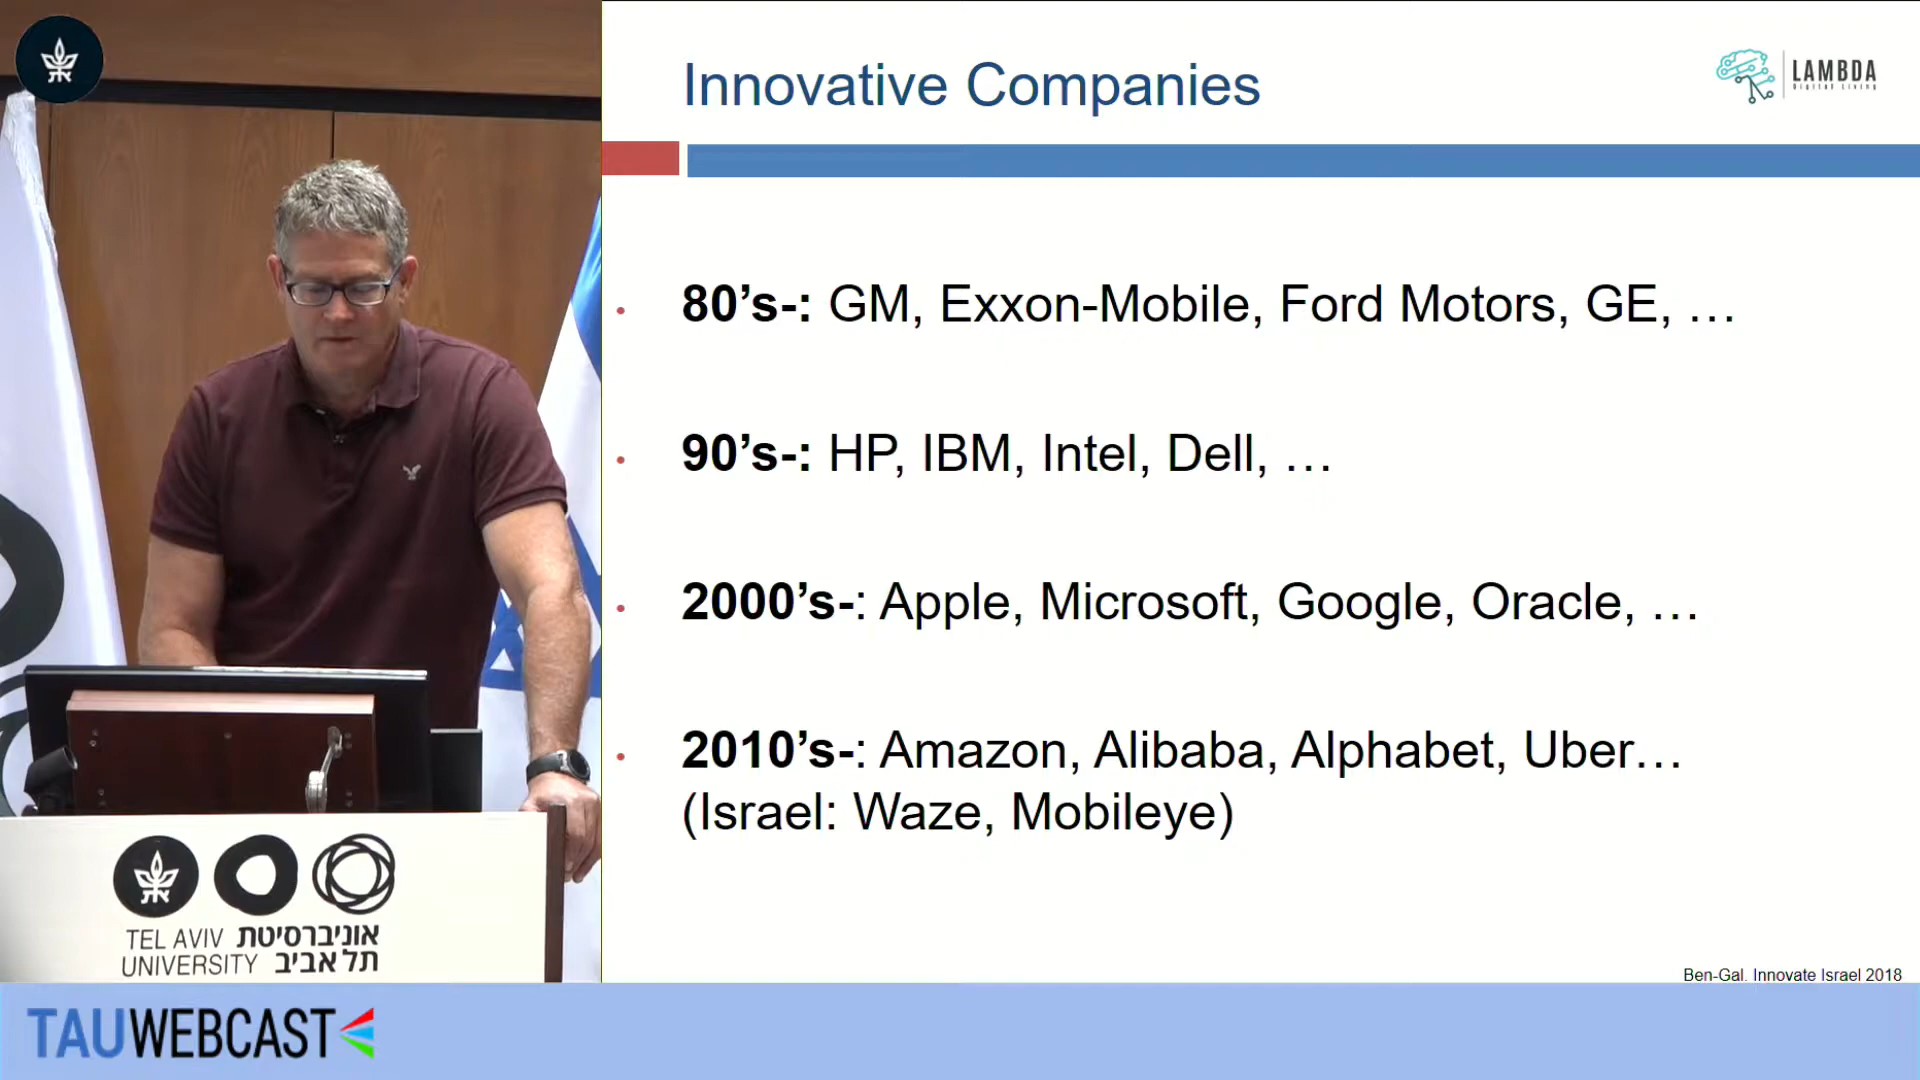 Innovative Companies
LAMBDA
Digital Living
80’s-: GM, Exxon-Mobile, Ford Motors, GE, …
90’s-: HP, IBM, Intel, Dell, …
2000’s-: Apple, Microsoft, Google, Oracle, …
2010’s-: Amazon, Alibaba, Alphabet, Uber…
(Israel: Waze, Mobileye)
Ben-Gal. Innovate Israel 2018
TEL AVIV אוניברסיטת
UNIVERSITY תל אביב
TAUWEBCAST